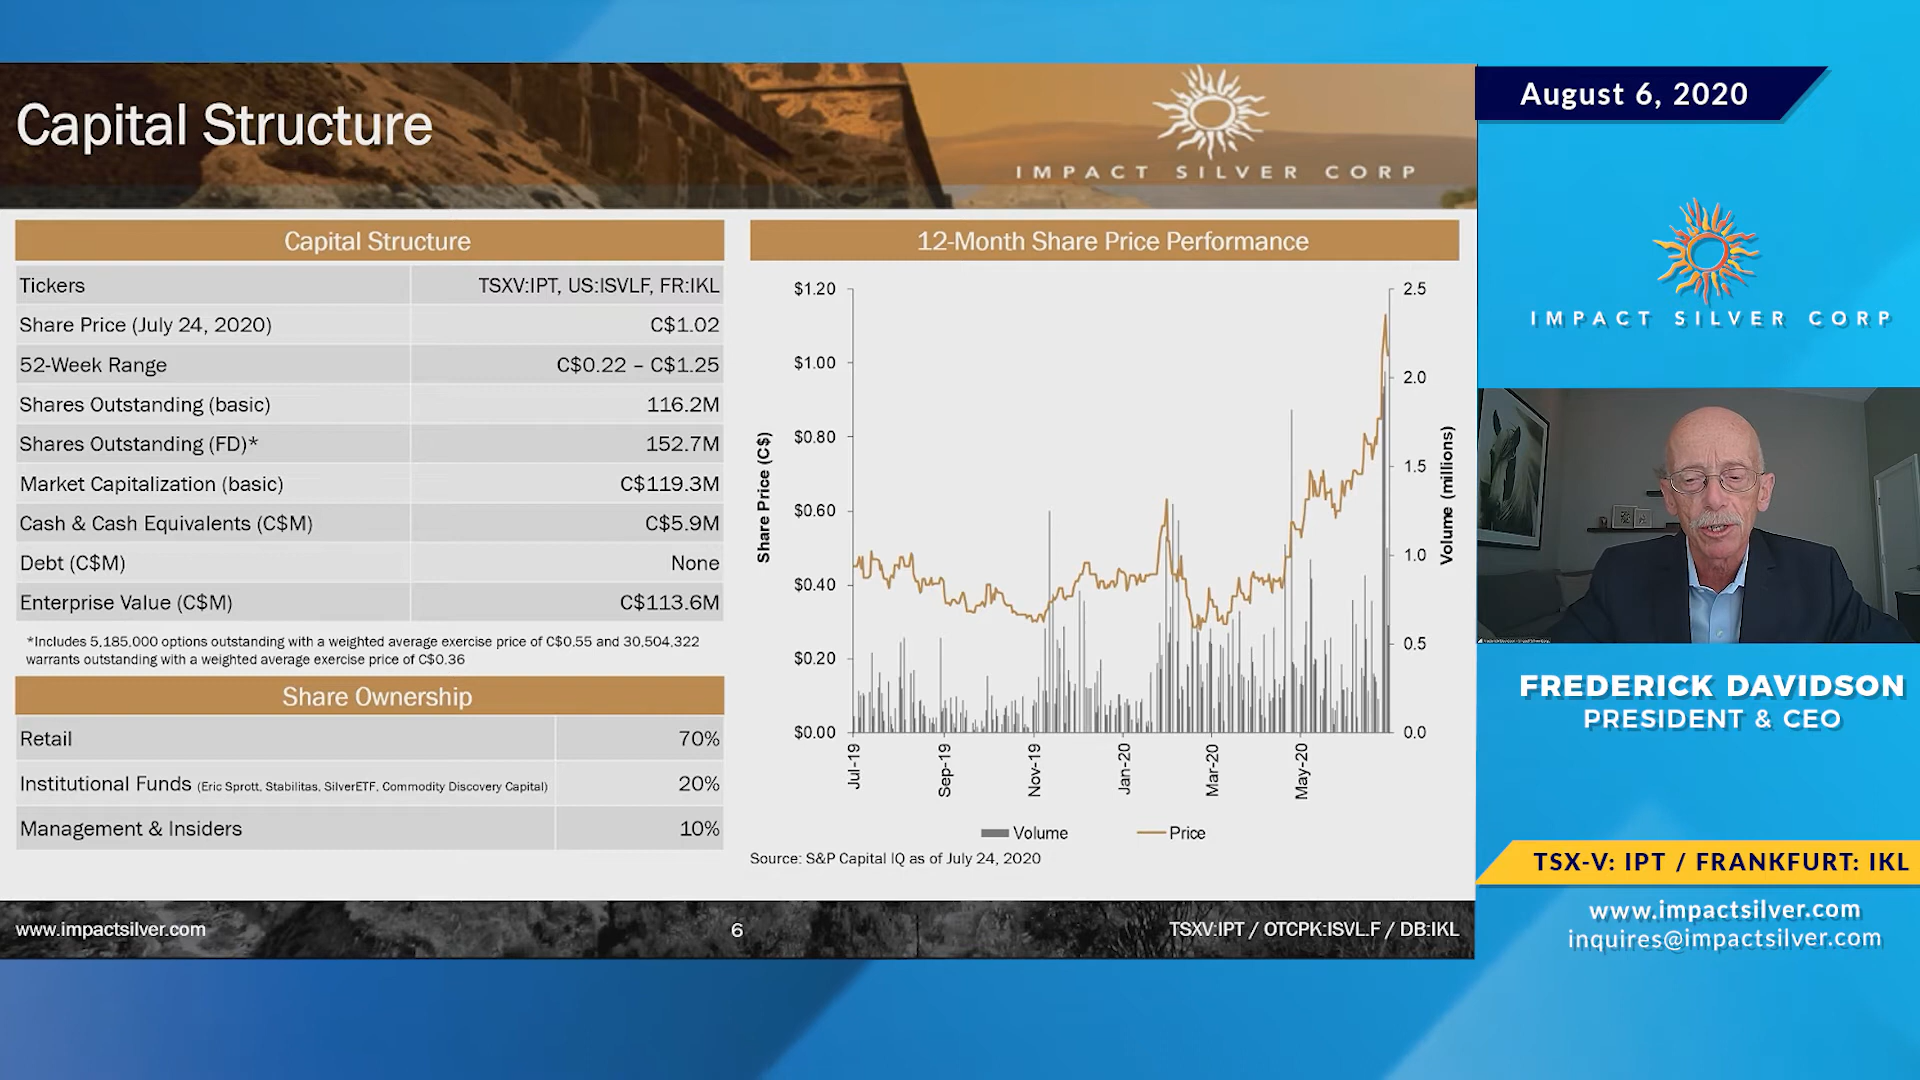 Capital Structure
IMPACT SILVER CORP
Capital Structure
Tickers TSXV:IPT, US:ISVLF, FR:IKL
Share Price (July 24, 2020) C$1.02
52-Week Range C$0.22 – C$1.25
Shares Outstanding (basic) 116.2M
Shares Outstanding (FD)* 152.7M
Market Capitalization (basic) C$119.3M
Cash & Cash Equivalents (C$M) C$5.9M
Debt (C$M) None
Enterprise Value (C$M) C$113.6M
*Includes 5,185,000 options outstanding with a weighted average exercise price of C$0.55 and 30,504,322
warrants outstanding with a weighted average exercise price of C$0.36
Share Ownership
Retail 70%
Institutional Funds (Eric Sprott, Stabilitas, SilverETF, Commodity Discovery Capital) 20%
Management & Insiders 10%
12-Month Share Price Performance
Share Price (C$)
$1.20
$1.00
$0.80
$0.60
$0.40
$0.20
$0.00
2.5
2.0
1.5
1.0
0.5
0.0
Volume (millions)
Jul-19 Sep-19 Nov-19 Jan-20 Mar-20 May-20
Volume Price
Source: S&P Capital IQ as of July 24, 2020
www.impactsilver.com 6 TSXV:IPT / OTCPK:ISVL.F / DB:IKL
August 6, 2020
IMPACT SILVER CORP
FREDERICK DAVIDSON
PRESIDENT & CEO
TSX-V: IPT / FRANKFURT: IKL
www.impactsilver.com
inquires@impactsilver.com